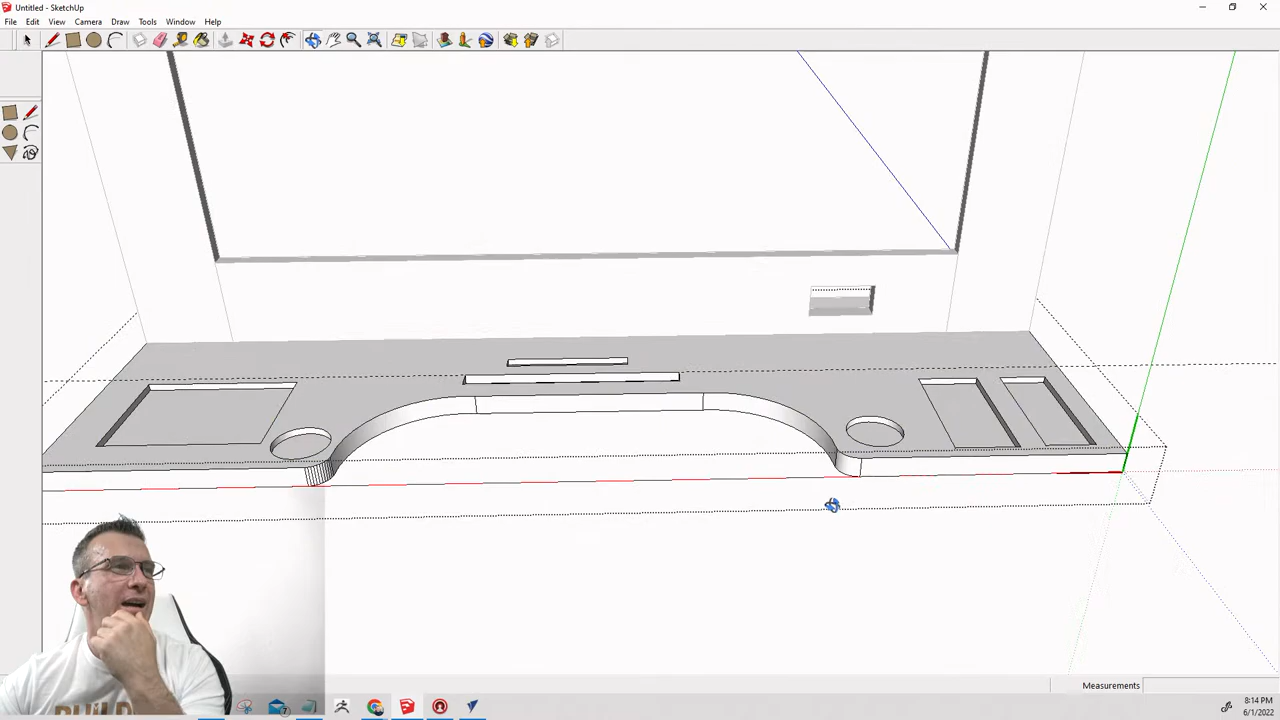 Untitled - SketchUp
File Edit View Camera Draw Tools Window Help
Measurements
8:14 PM
6/1/2022